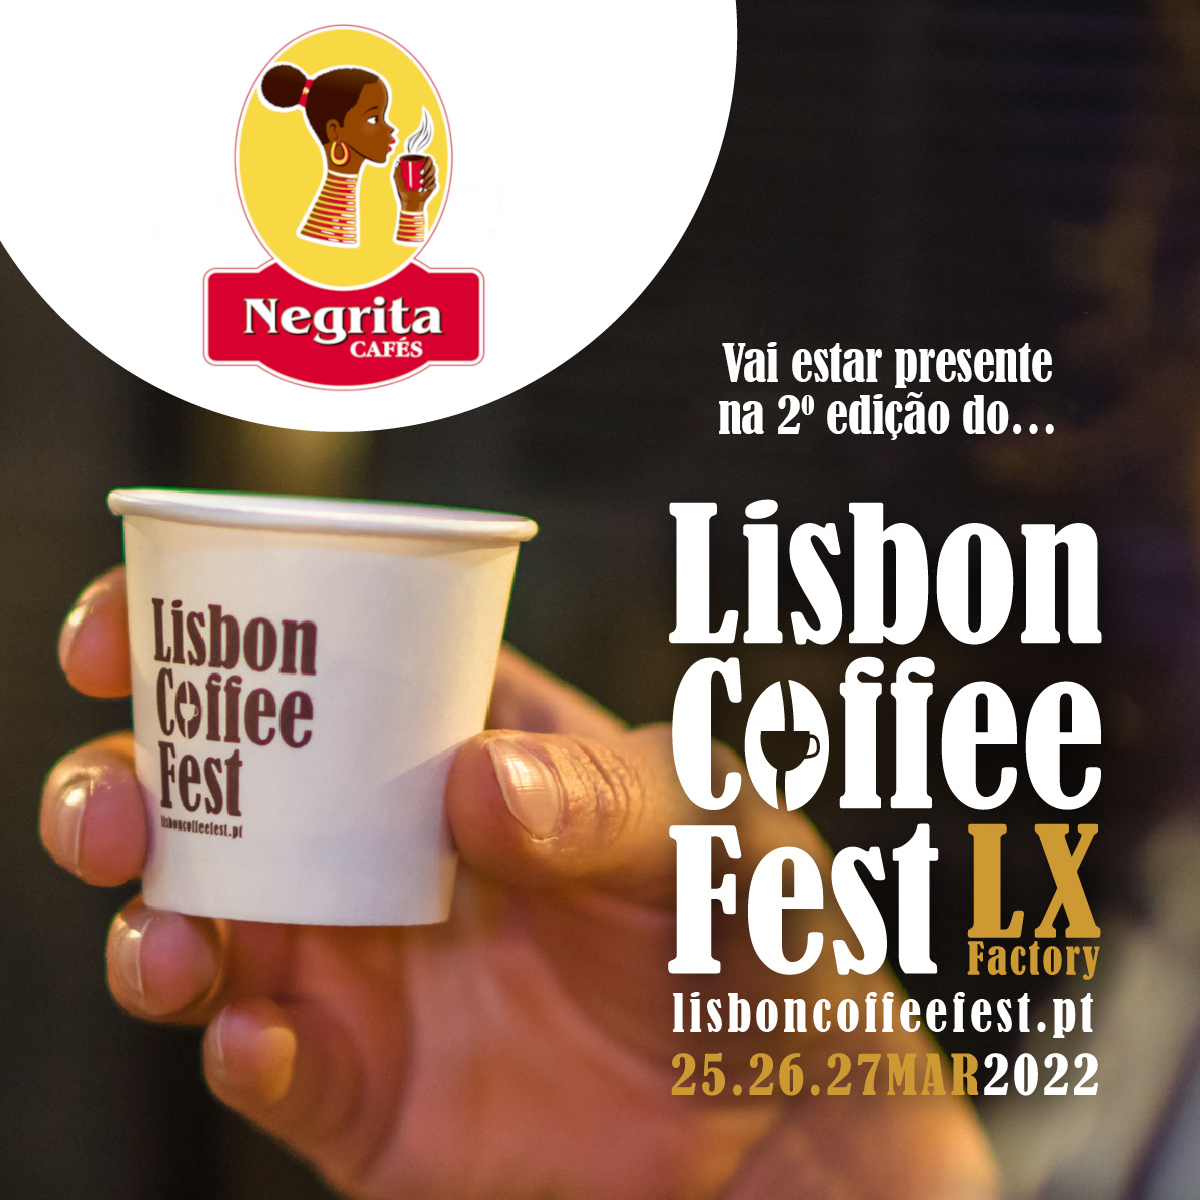 Negrita
CAFÉS
Vai estar presente
na 2º edição do...
Lisbon
Coffee
Fest
lisboncoffeefest.pt
Lisbon
Coffee
Fest LX
Factory
lisboncoffeefest.pt
25.26.27MAR2022